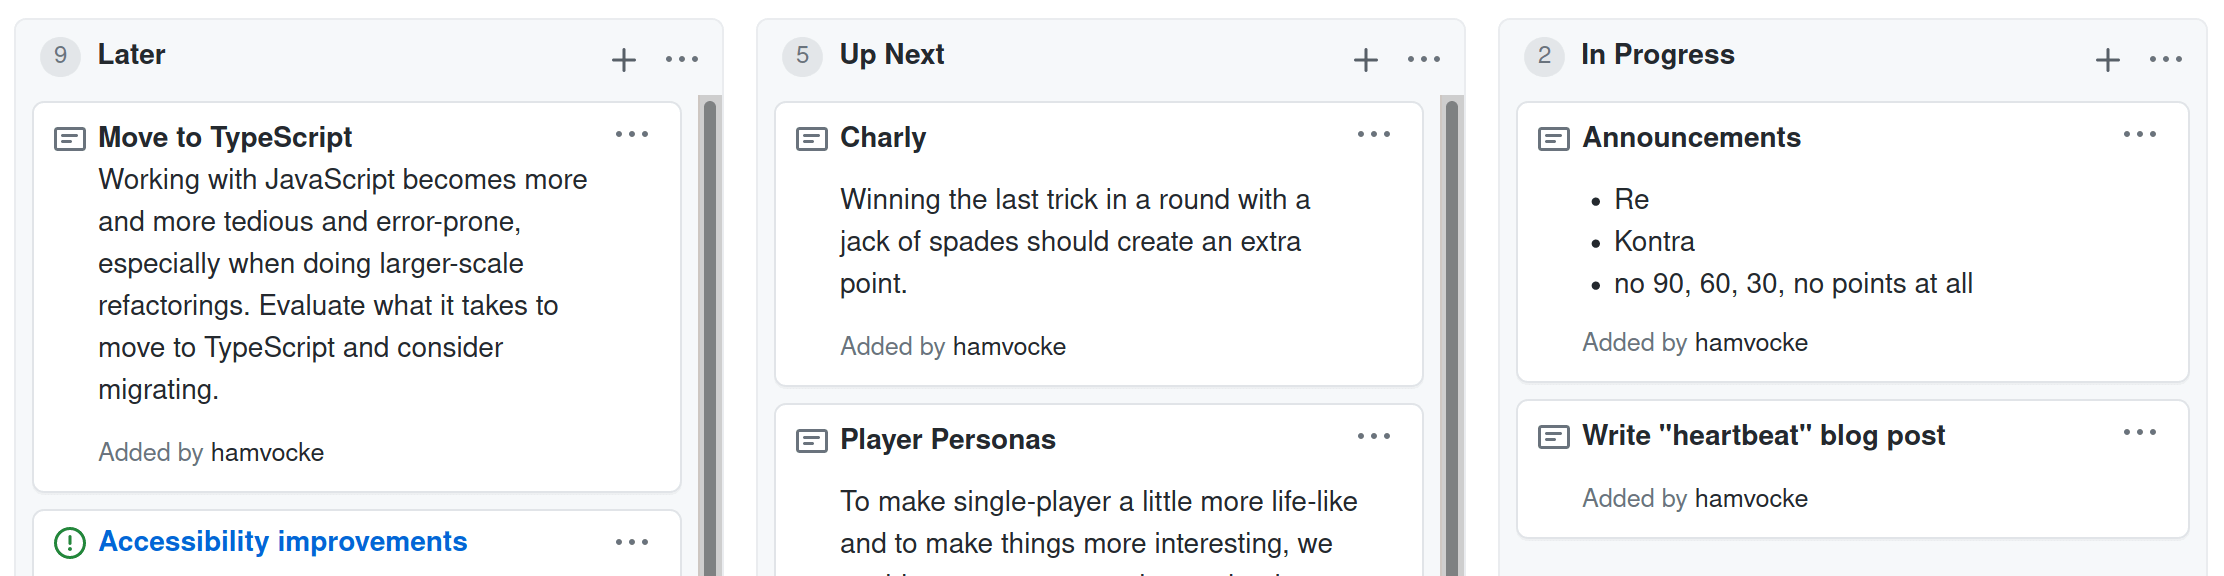 9 Later
Move to TypeScript
Working with JavaScript becomes more
and more tedious and error-prone,
especially when doing larger-scale
refactorings. Evaluate what it takes to
move to TypeScript and consider
migrating.
Added by hamvocke
Accessibility improvements
5 Up Next
Charly
Winning the last trick in a round with a
jack of spades should create an extra
point.
Added by hamvocke
Player Personas
To make single-player a little more life-like
and to make things more interesting, we
2 In Progress
Announcements
• Re
• Kontra
• no 90, 60, 30, no points at all
Added by hamvocke
Write "heartbeat" blog post
Added by hamvocke